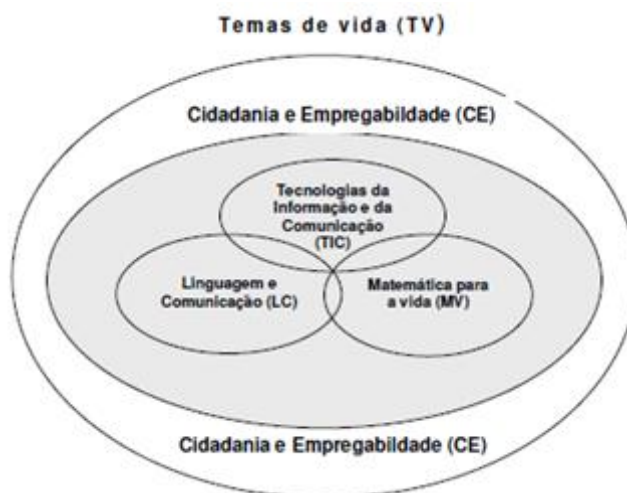 Temas de vida (TV)
Cidadania e Empregabildade (CE)
Tecnologias da
Informação e da
Comunicação
(TIC)
Linguagem e
Comunicação (LC)
Matemática para
a vida (MV)
Cidadania e Empregabildade (CE)